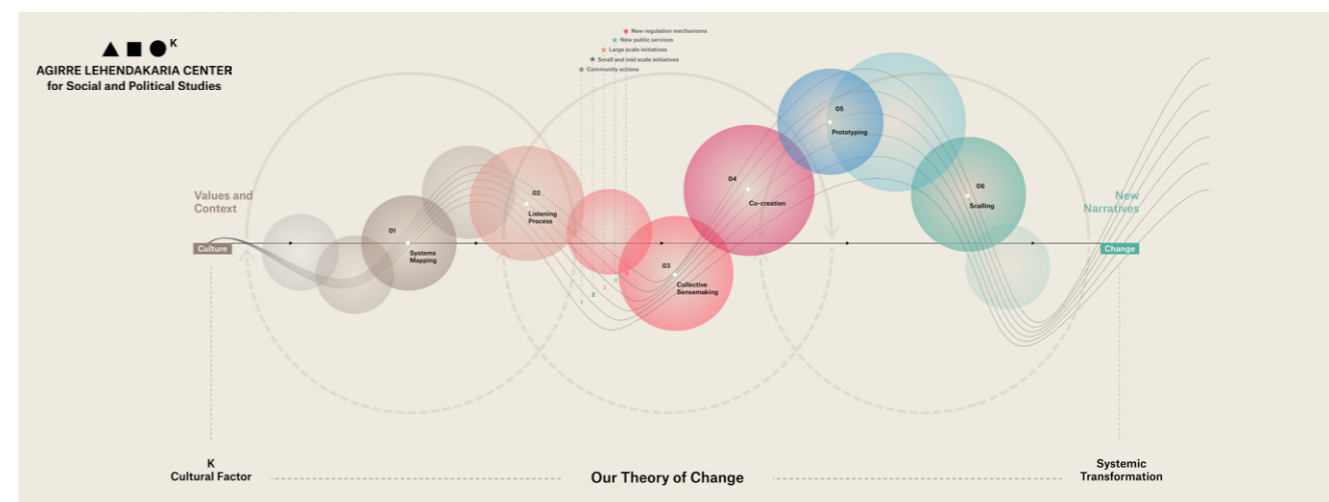 K
AGIRRE LEHENDAKARIA CENTER
for Social and Political Studies
New regulation mechanisms
New public services
Large scale initiatives
Small and mid scale initiatives
Community actions
Values and
Context
Culture
01
Systems
Mapping
02
Listening
Process
1
2
3
03
Collective
Sensemaking
04
Co-creation
05
Prototyping
06
Scalling
New
Narratives
Change
K
Cultural Factor
Our Theory of Change
Systemic
Transformation